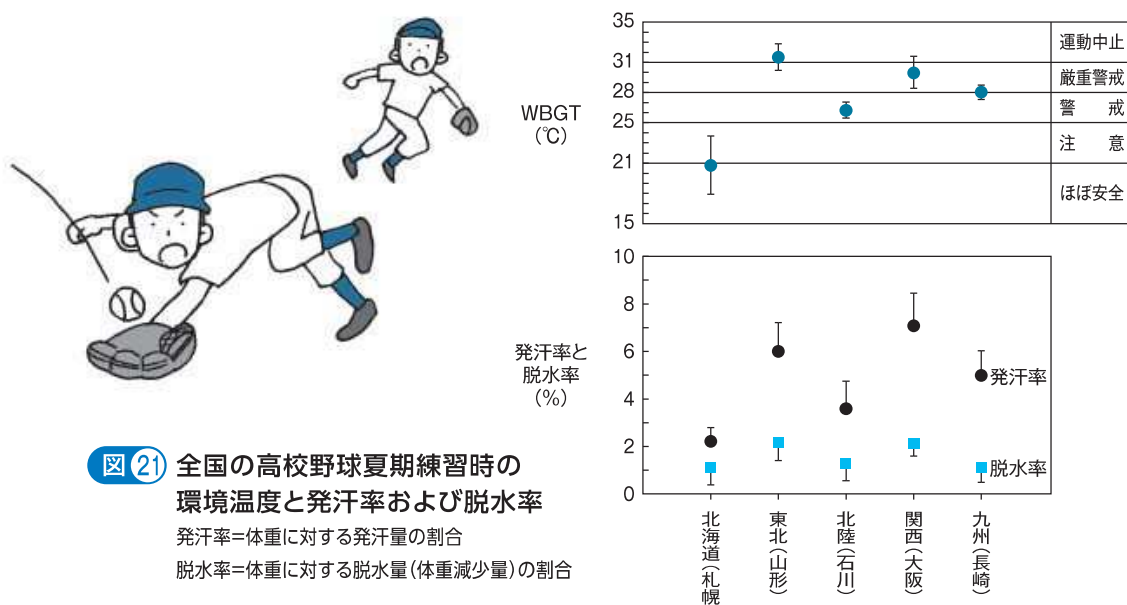 WBGT
(℃)
35
31
28
25
21
15
運動中止
厳重警戒
警 戒
注 意
ほぼ安全
発汗率と
脱水率
(%)
10
8
6
4
2
0
発汗率
脱水率
北海道(札幌
東北(山形)
北陸(石川)
関西(大阪)
九州(長崎)
図21 全国の高校野球夏期練習時の
環境温度と発汗率および脱水率
発汗率=体重に対する発汗量の割合
脱水率=体重に対する脱水量(体重減少量)の割合